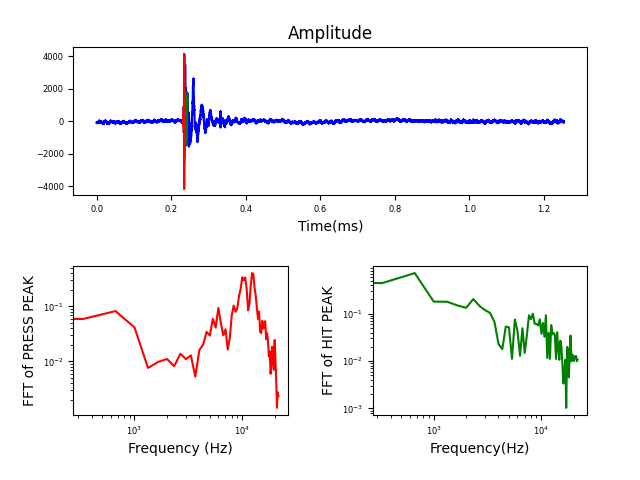 Amplitude
4000
2000
0
−2000
−4000
0.0 0.2 0.4 0.6 0.8 1.0 1.2
Time(ms)
FFT of PRESS PEAK
10⁻¹
10⁻²
10³ 10⁴
Frequency (Hz)
FFT of HIT PEAK
10⁻¹
10⁻²
10⁻³
10³ 10⁴
Frequency(Hz)